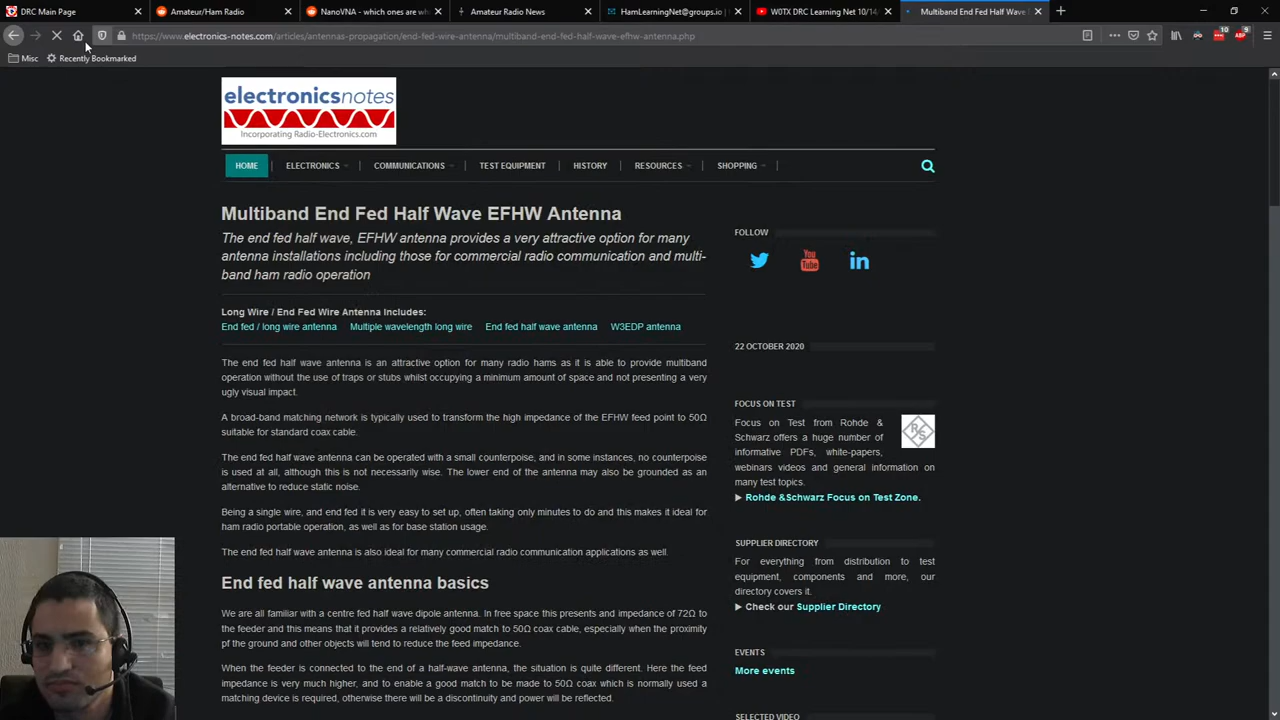 DRC Main Page
Amateur/Ham Radio
NanoVNA - which ones are wh
Amateur Radio News
HamLearningNet@groups.io |
W0TX DRC Learning Net 10/14
Multiband End Fed Half Wave
https://www.electronics-notes.com/articles/antennas-propagation/end-fed-wire-antenna/multiband-end-fed-half-wave-efhw-antenna.png
Misc
Recently Bookmarked
10
9
ABP
electronicsnotes
Incorporating Radio-Electronics.com
HOME
ELECTRONICS
COMMUNICATIONS
TEST EQUIPMENT
HISTORY
RESOURCES
SHOPPING
Multiband End Fed Half Wave EFHW Antenna
The end fed half wave, EFHW antenna provides a very attractive option for many
antenna installations including those for commercial radio communication and multi-
band ham radio operation
Long Wire / End Fed Wire Antenna Includes:
End fed / long wire antenna Multiple wavelength long wire End fed half wave antenna W3EDP antenna
The end fed half wave antenna is an attractive option for many radio hams as it is able to provide multiband
operation without the use of traps or stubs whilst occupying a minimum amount of space and not presenting a very
ugly visual impact.
A broad-band matching network is typically used to transform the high impedance of the EFHW feed point to 50Ω
suitable for standard coax cable.
The end fed half wave antenna can be operated with a small counterpoise, and in some instances, no counterpoise
is used at all, although this is not necessarily wise. The lower end of the antenna may also be grounded as an
alternative to reduce static noise.
Being a single wire, and end fed it is very easy to set up, often taking only minutes to do and this makes it ideal for
ham radio portable operation, as well as for base station usage.
The end fed half wave antenna is also ideal for many commercial radio communication applications as well.
End fed half wave antenna basics
We are all familiar with a centre fed half wave dipole antenna. In free space this presents and impedance of 72Ω to
the feeder and this means that it provides a relatively good match to 50Ω coax cable, especially when the proximity
pf the ground and other objects will tend to reduce the feed impedance.
When the feeder is connected to the end of a half-wave antenna, the situation is quite different. Here the feed
impedance is very much higher, and to enable a good match to be made to 50Ω coax which is normally used a
matching device is required, otherwise there will be a discontinuity and power will be reflected.
FOLLOW
You
Tube
in
22 OCTOBER 2020
FOCUS ON TEST
Focus on Test from Rohde &
Schwarz offers a huge number of
informative PDFs, white-papers,
webinars videos and general information on
many test topics.
R&S
▶ Rohde &Schwarz Focus on Test Zone.
SUPPLIER DIRECTORY
For everything from distribution to test
equipment, components and more, our
directory covers it.
▶ Check our Supplier Directory
EVENTS
More events
SELECTED VIDEO